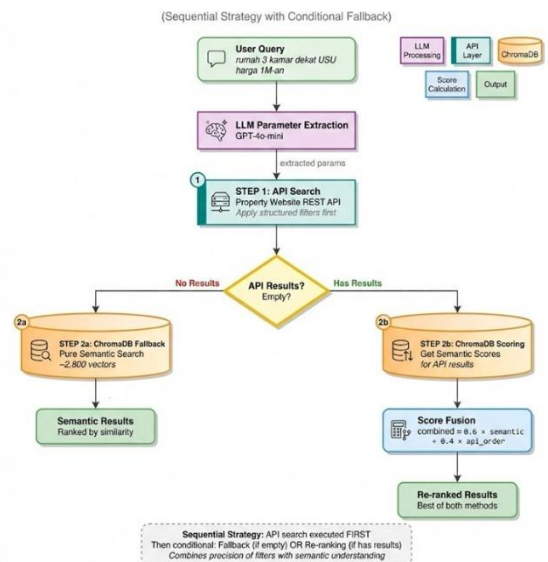 (Sequential Strategy with Conditional Fallback)
User Query
rumah 3 kamar dekat USU
harga 1M-an
LLM
Processing
API
Layer
ChromaDB
Score
Calculation
Output
LLM Parameter Extraction
GPT-4o-mini
extracted params
1
STEP 1: API Search
Property Website REST API
Apply structured filters first
No Results
API Results?
Empty?
Has Results
2a
STEP 2a: ChromaDB Fallback
Pure Semantic Search
~2,800 vectors
2b
STEP 2b: ChromaDB Scoring
Get Semantic Scores
for API results
Semantic Results
Ranked by similarity
Score Fusion
combined = 0.6 × semantic
+ 0.4 × api_order
Re-ranked Results
Best of both methods
Sequential Strategy: API search executed FIRST
Then conditional: Fallback (if empty) OR Re-ranking (if has results)
Combines precision of filters with semantic understanding